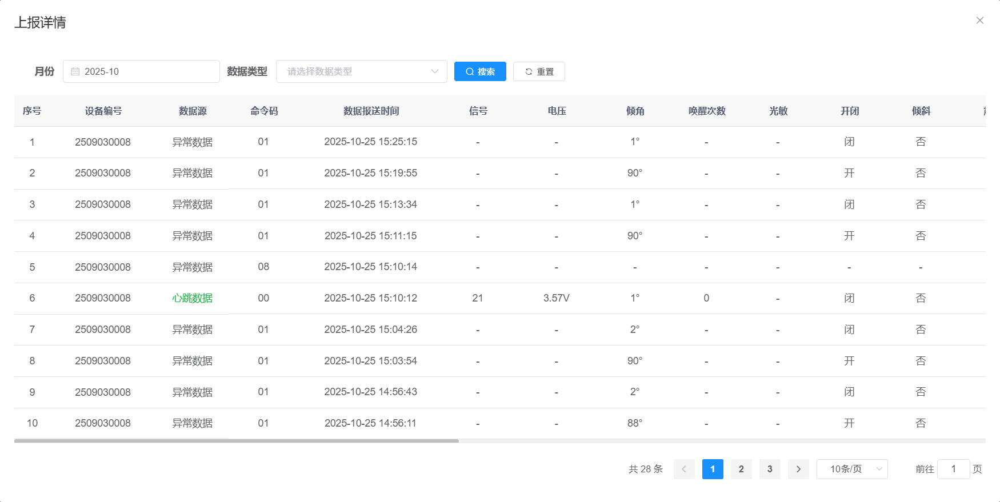 上报详情
月份 2025-10 数据类型 请选择数据类型 搜索 重置
序号 设备编号 数据源 命令码 数据报送时间 信号 电压 倾角 唤醒次数 光敏 开闭 倾斜
1 2509030008 异常数据 01 2025-10-25 15:25:15 - - 1° - - 闭 否
2 2509030008 异常数据 01 2025-10-25 15:19:55 - - 90° - - 开 否
3 2509030008 异常数据 01 2025-10-25 15:13:34 - - 1° - - 闭 否
4 2509030008 异常数据 01 2025-10-25 15:11:15 - - 90° - - 开 否
5 2509030008 异常数据 08 2025-10-25 15:10:14 - - - - - - -
6 2509030008 心跳数据 00 2025-10-25 15:10:12 21 3.57V 1° 0 - 闭 否
7 2509030008 异常数据 01 2025-10-25 15:04:26 - - 2° - - 闭 否
8 2509030008 异常数据 01 2025-10-25 15:03:54 - - 90° - - 开 否
9 2509030008 异常数据 01 2025-10-25 14:56:43 - - 2° - - 闭 否
10 2509030008 异常数据 01 2025-10-25 14:56:11 - - 88° - - 开 否
共 28 条 1 2 3 10条/页 前往 1 页